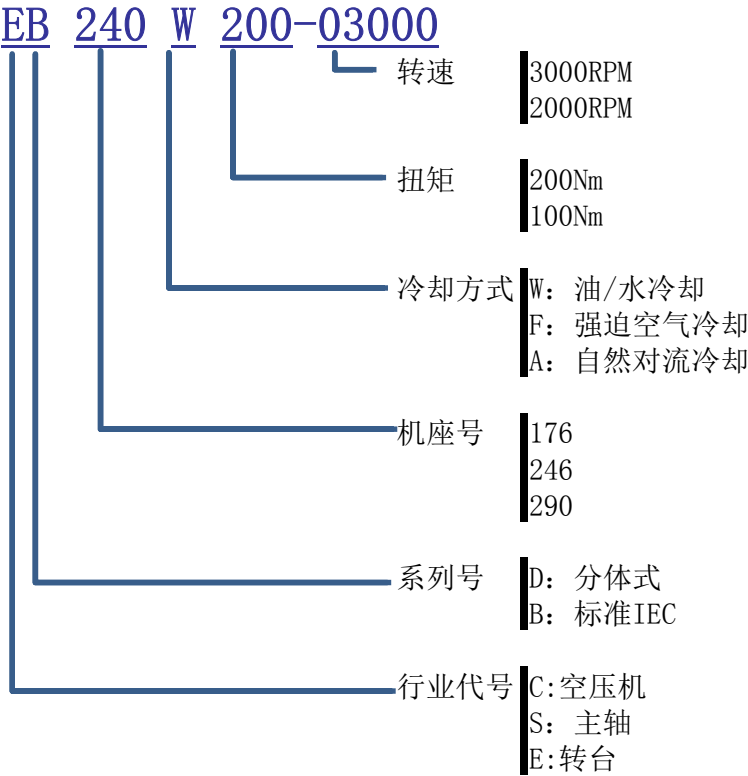 EB 240 W 200-03000
转速 3000RPM
2000RPM
扭矩 200Nm
100Nm
冷却方式 W：油/水冷却
F：强迫空气冷却
A：自然对流冷却
机座号 176
246
290
系列号 D：分体式
B：标准IEC
行业代号 C:空压机
S：主轴
E:转台